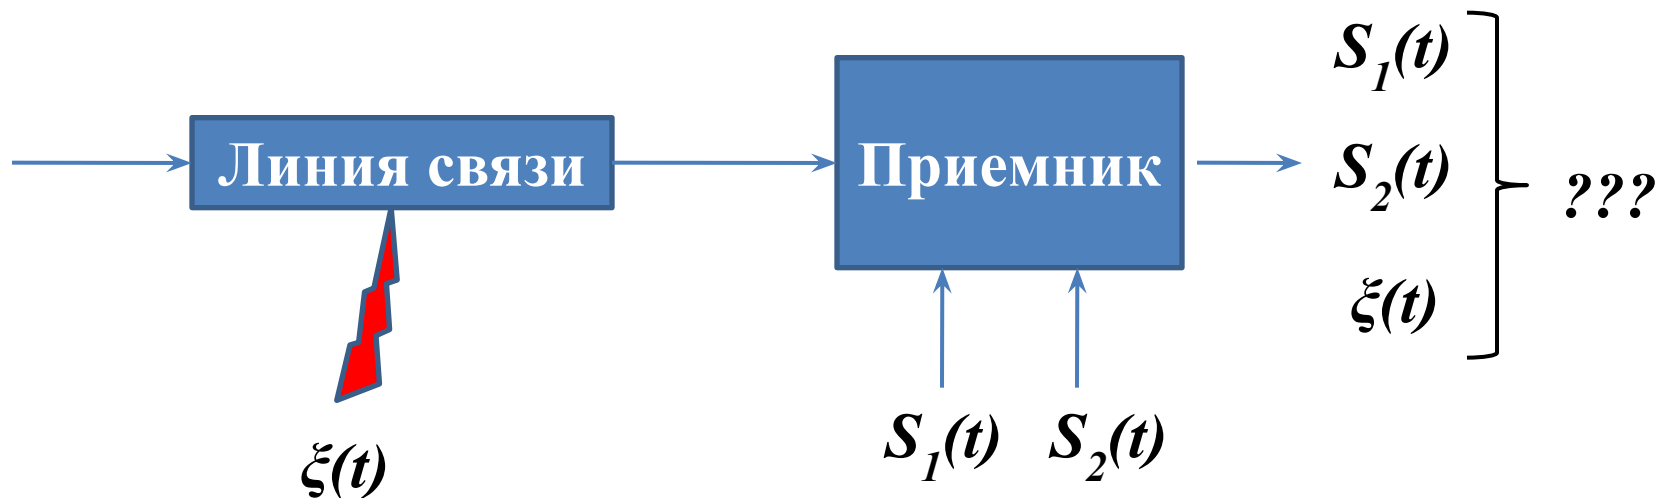 S₁(t)
Линия связи
Приемник
S₂(t)
???
ξ(t)
S₁(t) S₂(t)
ξ(t)